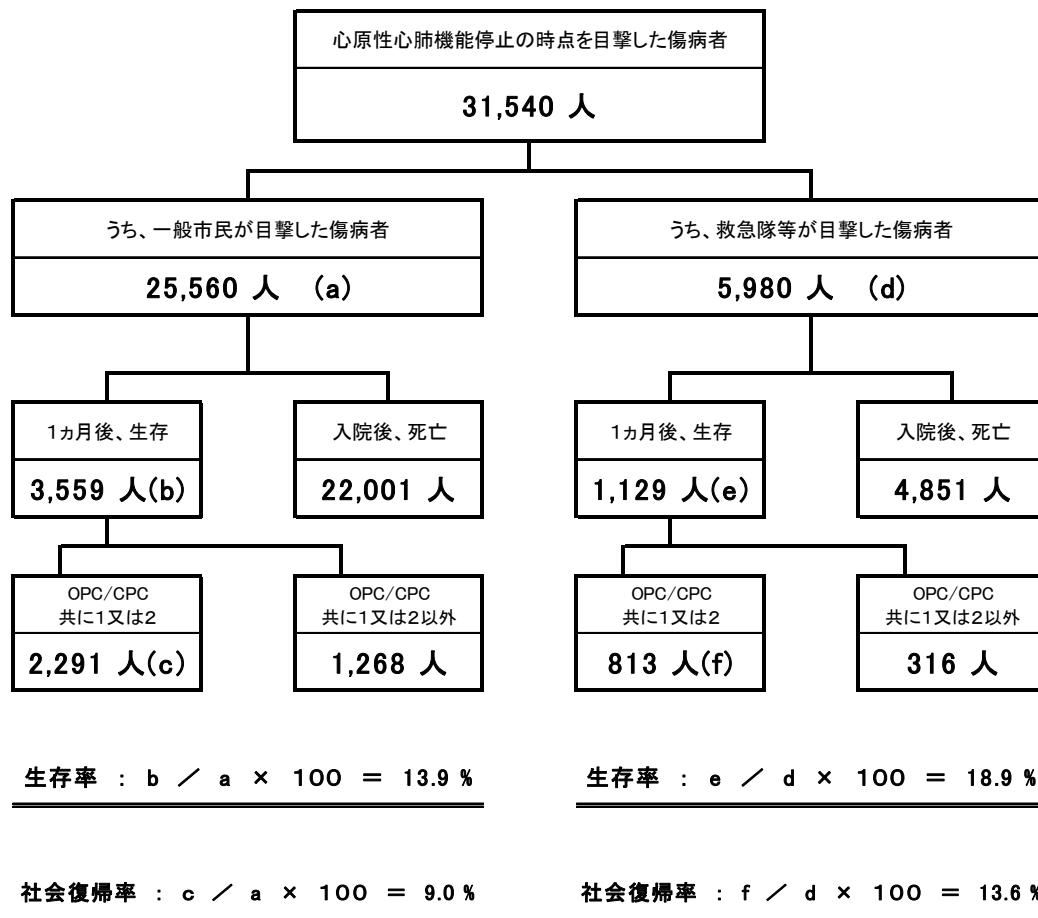 心原性心肺機能停止の時点を目撃した傷病者
31,540 人
うち、一般市民が目撃した傷病者
25,560 人 (a)
うち、救急隊等が目撃した傷病者
5,980 人 (d)
1ヵ月後、生存
3,559 人(b)
入院後、死亡
22,001 人
1ヵ月後、生存
1,129 人(e)
入院後、死亡
4,851 人
OPC/CPC
共に1又は2
2,291 人(c)
OPC/CPC
共に1又は2以外
1,268 人
OPC/CPC
共に1又は2
813 人(f)
OPC/CPC
共に1又は2以外
316 人
生存率 : b / a × 100 = 13.9 %
生存率 : e / d × 100 = 18.9 %
社会復帰率 : c / a × 100 = 9.0 %
社会復帰率 : f / d × 100 = 13.6 %